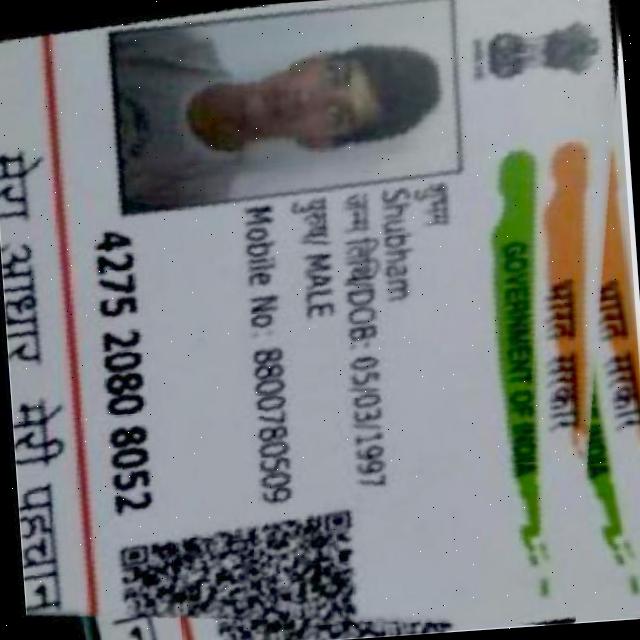 भारत सरकार
भारत सरकार
GOVERNMENT OF INDIA
Shubham
जन्म तिथि/DOB: 05/03/1997
पुरुष/ MALE
Mobile No: 8800780509
4275 2080 8052
मेरा आधार मेरी पहचान